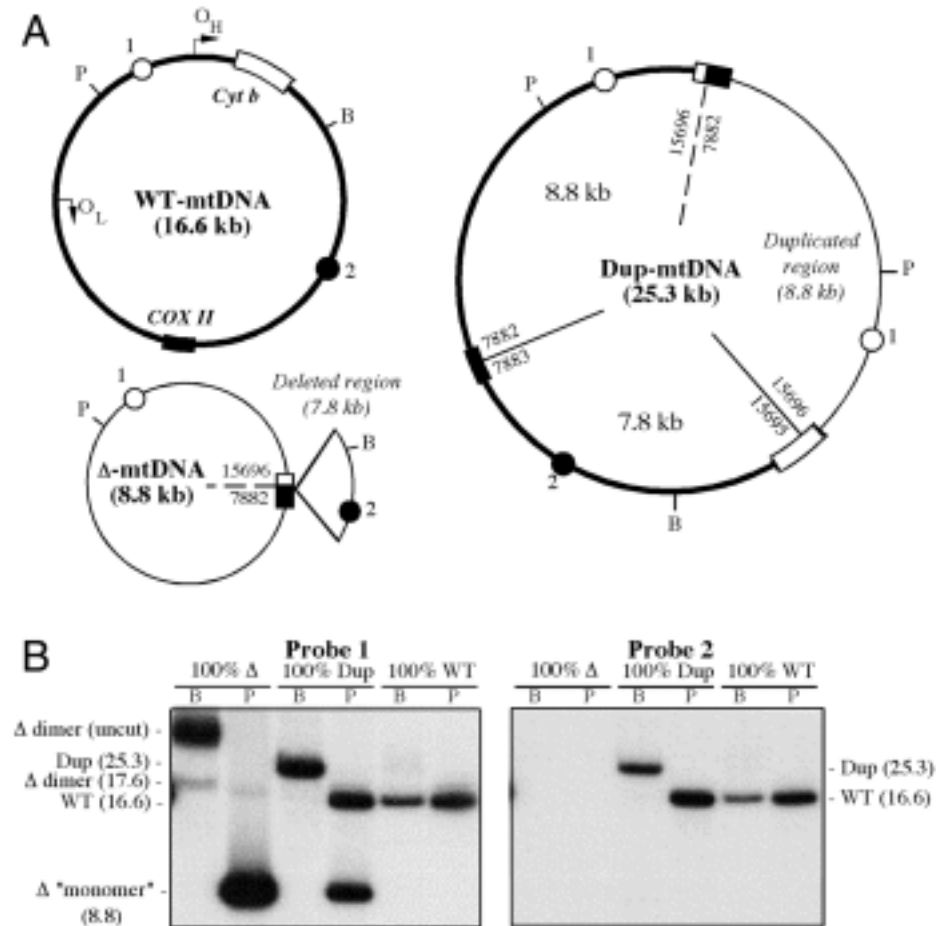 A
O_H
1
P
Cyt b
B
WT-mtDNA
(16.6 kb)
O_L
2
COX II
1
P
Deleted region
(7.8 kb)
B
Δ-mtDNA
(8.8 kb)
15696
7882
2
1
P
15696
7882
8.8 kb
Duplicated
region
(8.8 kb)
P
Dup-mtDNA
(25.3 kb)
1
7882
7883
15696
15695
7.8 kb
2
B
B
Probe 1
100% Δ 100% Dup 100% WT
B P B P B P
Δ dimer (uncut) -
Dup (25.3) -
Δ dimer (17.6) -
WT (16.6) -
Δ "monomer" -
(8.8)
Probe 2
100% Δ 100% Dup 100% WT
B P B P B P
- Dup (25.3)
- WT (16.6)